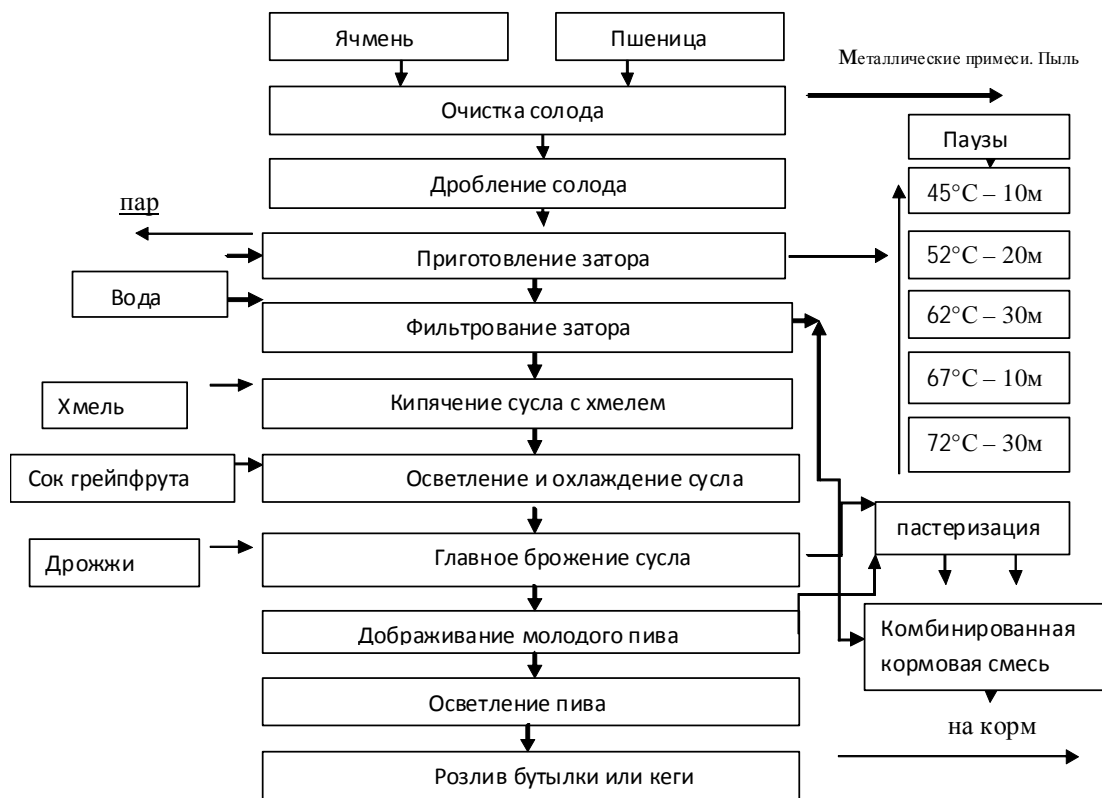 Ячмень
Пшеница
Металлические примеси. Пыль
Очистка солода
Паузы
Дробление солода
45°С – 10м
пар
Приготовление затора
52°С – 20м
Вода
Фильтрование затора
62°С – 30м
Хмель
Кипячение сусла с хмелем
67°С – 10м
72°С – 30м
Сок грейпфрута
Осветление и охлаждение сусла
пастеризация
Дрожжи
Главное брожение сусла
Дображивание молодого пива
Комбинированная
кормовая смесь
Осветление пива
на корм
Розлив бутылки или кеги